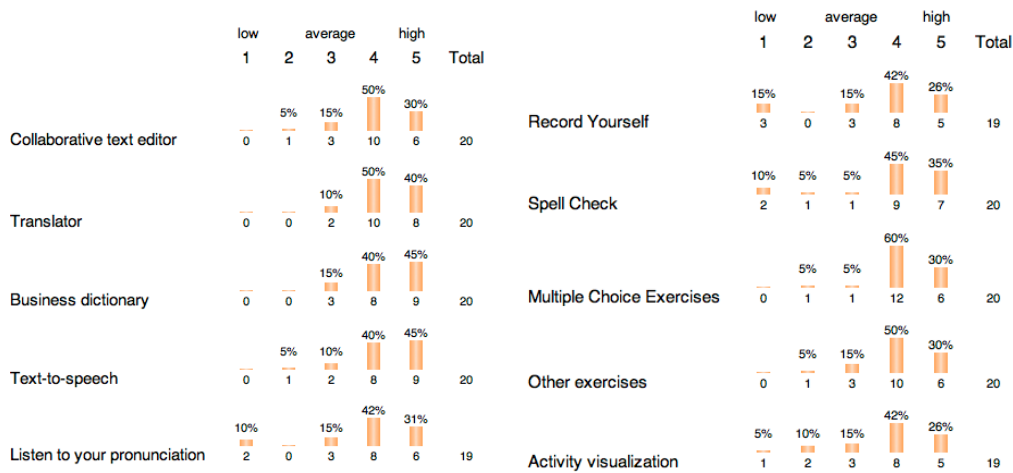 low average high
1 2 3 4 5 Total
50%
5% 15% 30%
Collaborative text editor 0 1 3 10 6 20
50%
10% 40%
Translator 0 0 2 10 8 20
15% 40% 45%
Business dictionary 0 0 3 8 9 20
5% 10% 40% 45%
Text-to-speech 0 1 2 8 9 20
10% 15% 42% 31%
Listen to your pronunciation 2 0 3 8 6 19
low average high
1 2 3 4 5 Total
15% 15% 42% 26%
Record Yourself 3 0 3 8 5 19
10% 5% 5% 45% 35%
Spell Check 2 1 1 9 7 20
60%
5% 5% 30%
Multiple Choice Exercises 0 1 1 12 6 20
50%
5% 15% 30%
Other exercises 0 1 3 10 6 20
5% 10% 15% 42% 26%
Activity visualization 1 2 3 8 5 19